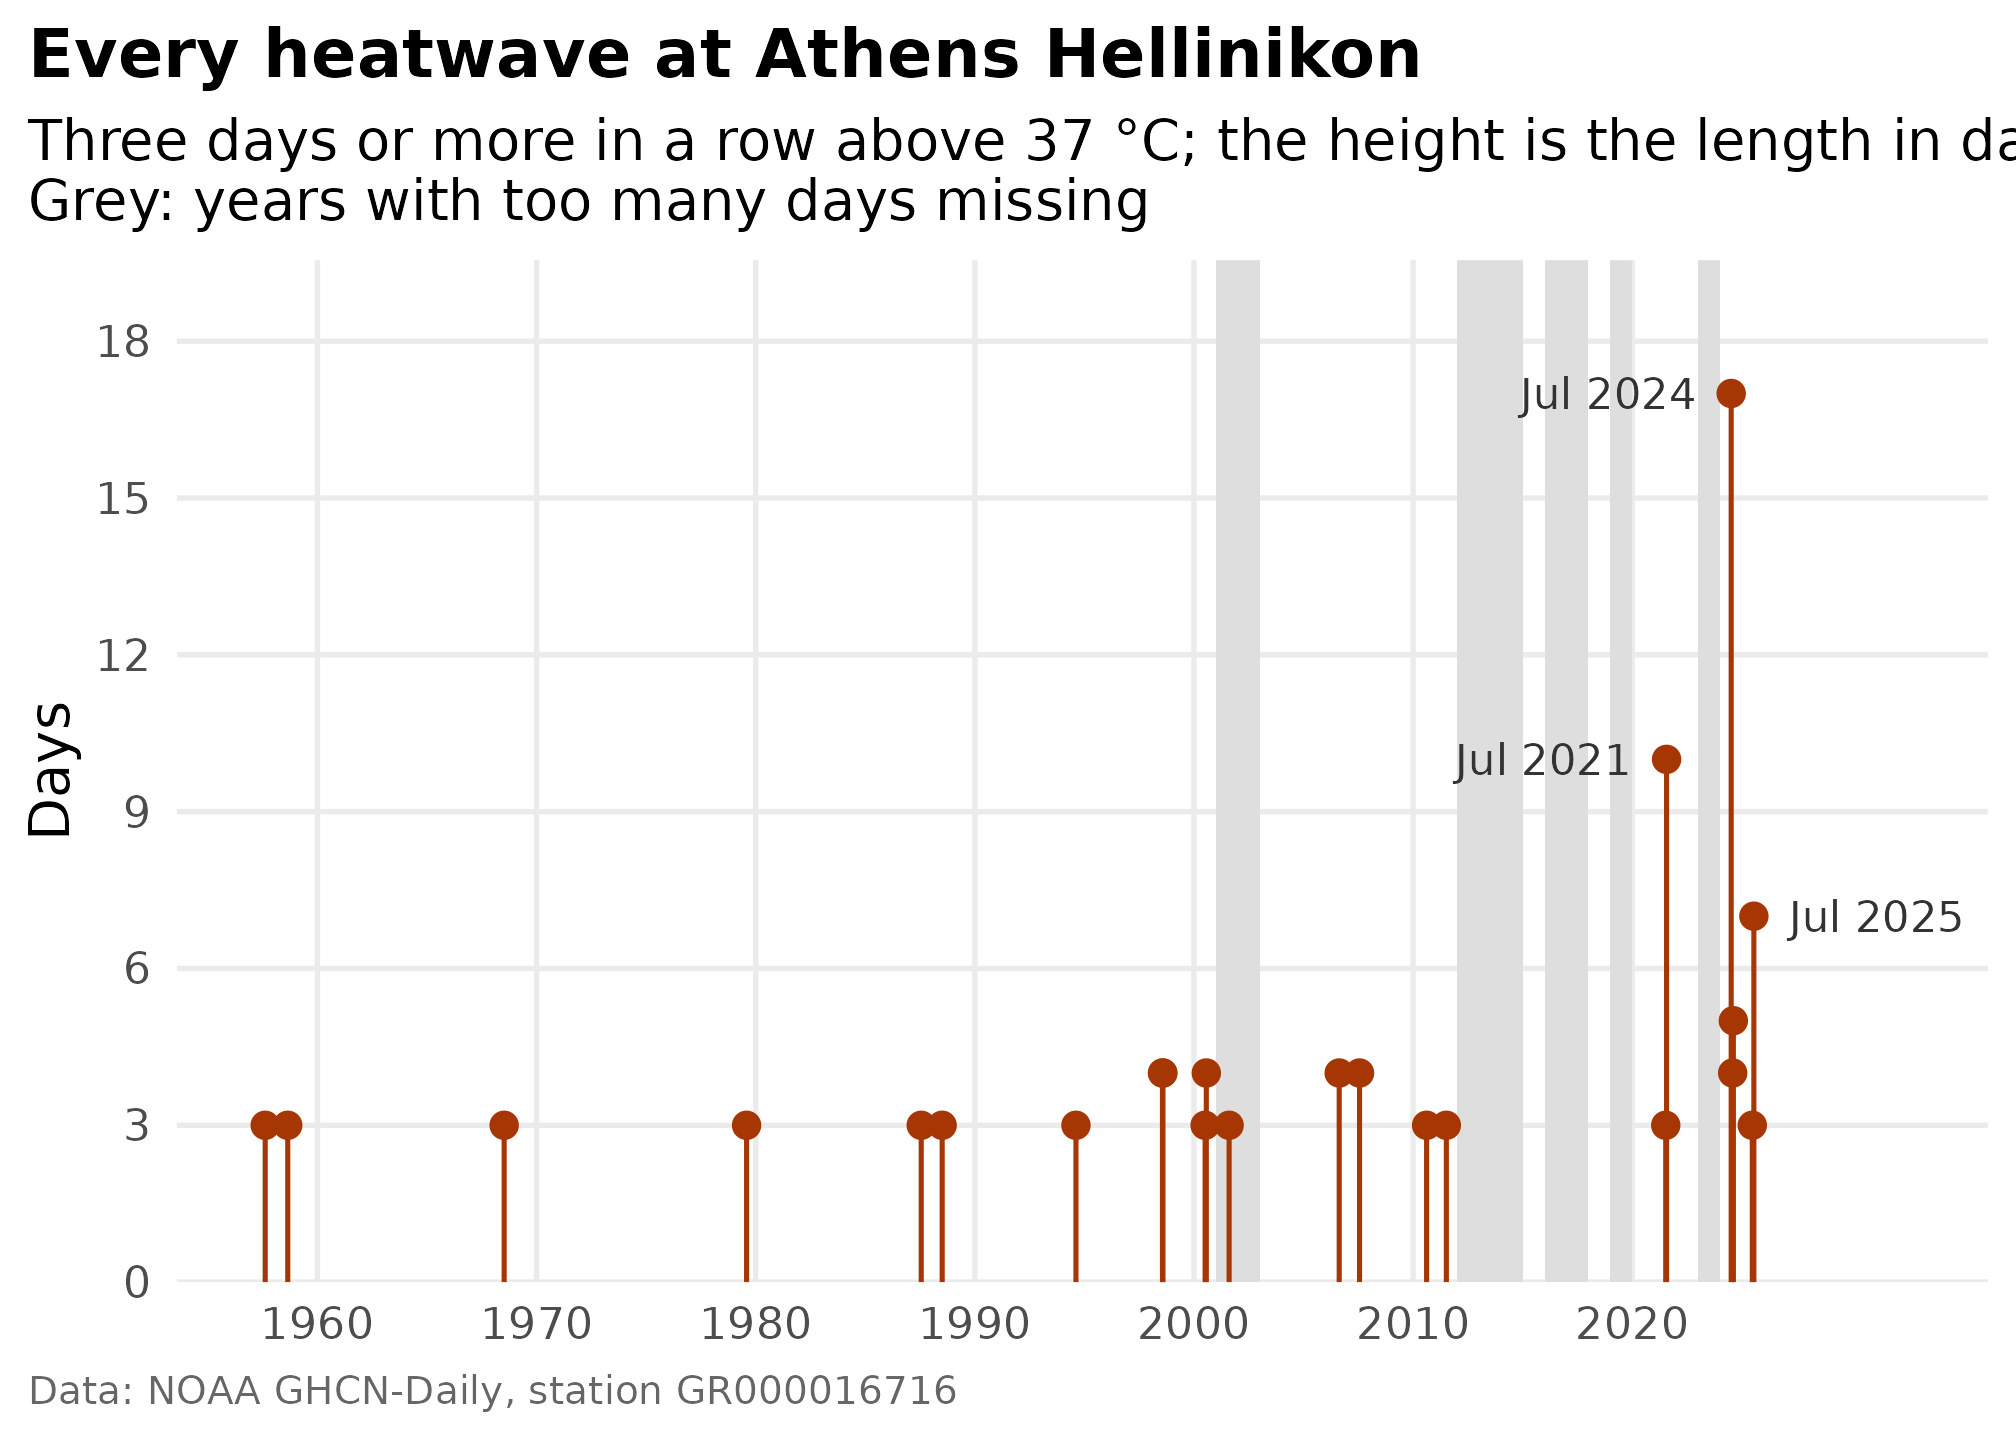 Every heatwave at Athens Hellinikon
Three days or more in a row above 37 °C; the height is the length in da
Grey: years with too many days missing
18
Jul 2024
15
12
Days
Jul 2021
9
Jul 2025
6
3
0
1960 1970 1980 1990 2000 2010 2020
Data: NOAA GHCN-Daily, station GR000016716